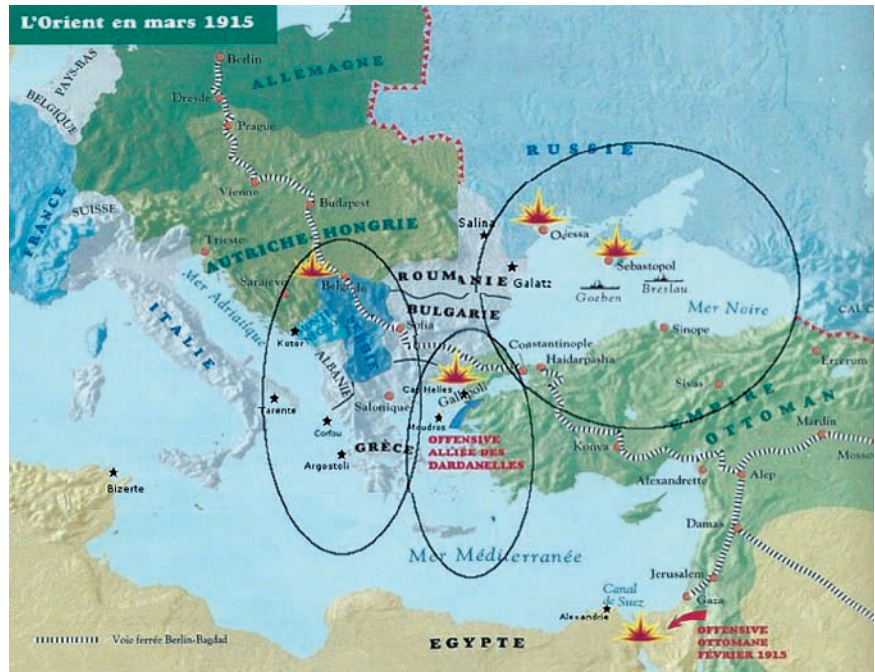 L'Orient en mars 1915
Berlin
PAYS-BAS
ALLEMAGNE
BELGIQUE
Dresde
Prague
RUSSIE
FRANCE
Vienne
SUISSE
Budapest
Salina
Odessa
Trieste
AUTRICHE HONGRIE
Sebastopol
Galatz
Goeben
Breslau
Sarajevo
Belgrade
ROUMANIE
Mer Noire
CAUC
Mer Adriatique
BULGARIE
ITALIE
Kotor
Sofia
Constantinople
Sinope
Haidarpasha
Erzerum
ALBANIE
Cap Helles
Gallipoli
Sivas
Tarente
Salonique
EMPIRE
OTTOMAN
Corfou
Moudros
Mardin
OFFENSIVE
ALLIÉE DES
DARDANELLES
Argostoli
GRÈCE
Konya
Mossou
Bizerte
Alexandrette
Alep
Damas
Mer Méditerranée
Jerusalem
Canal
de Suez
Gaza
Alexandrie
OFFENSIVE
OTTOMANE
FÉVRIER 1915
Voie ferrée Berlin-Bagdad
EGYPTE